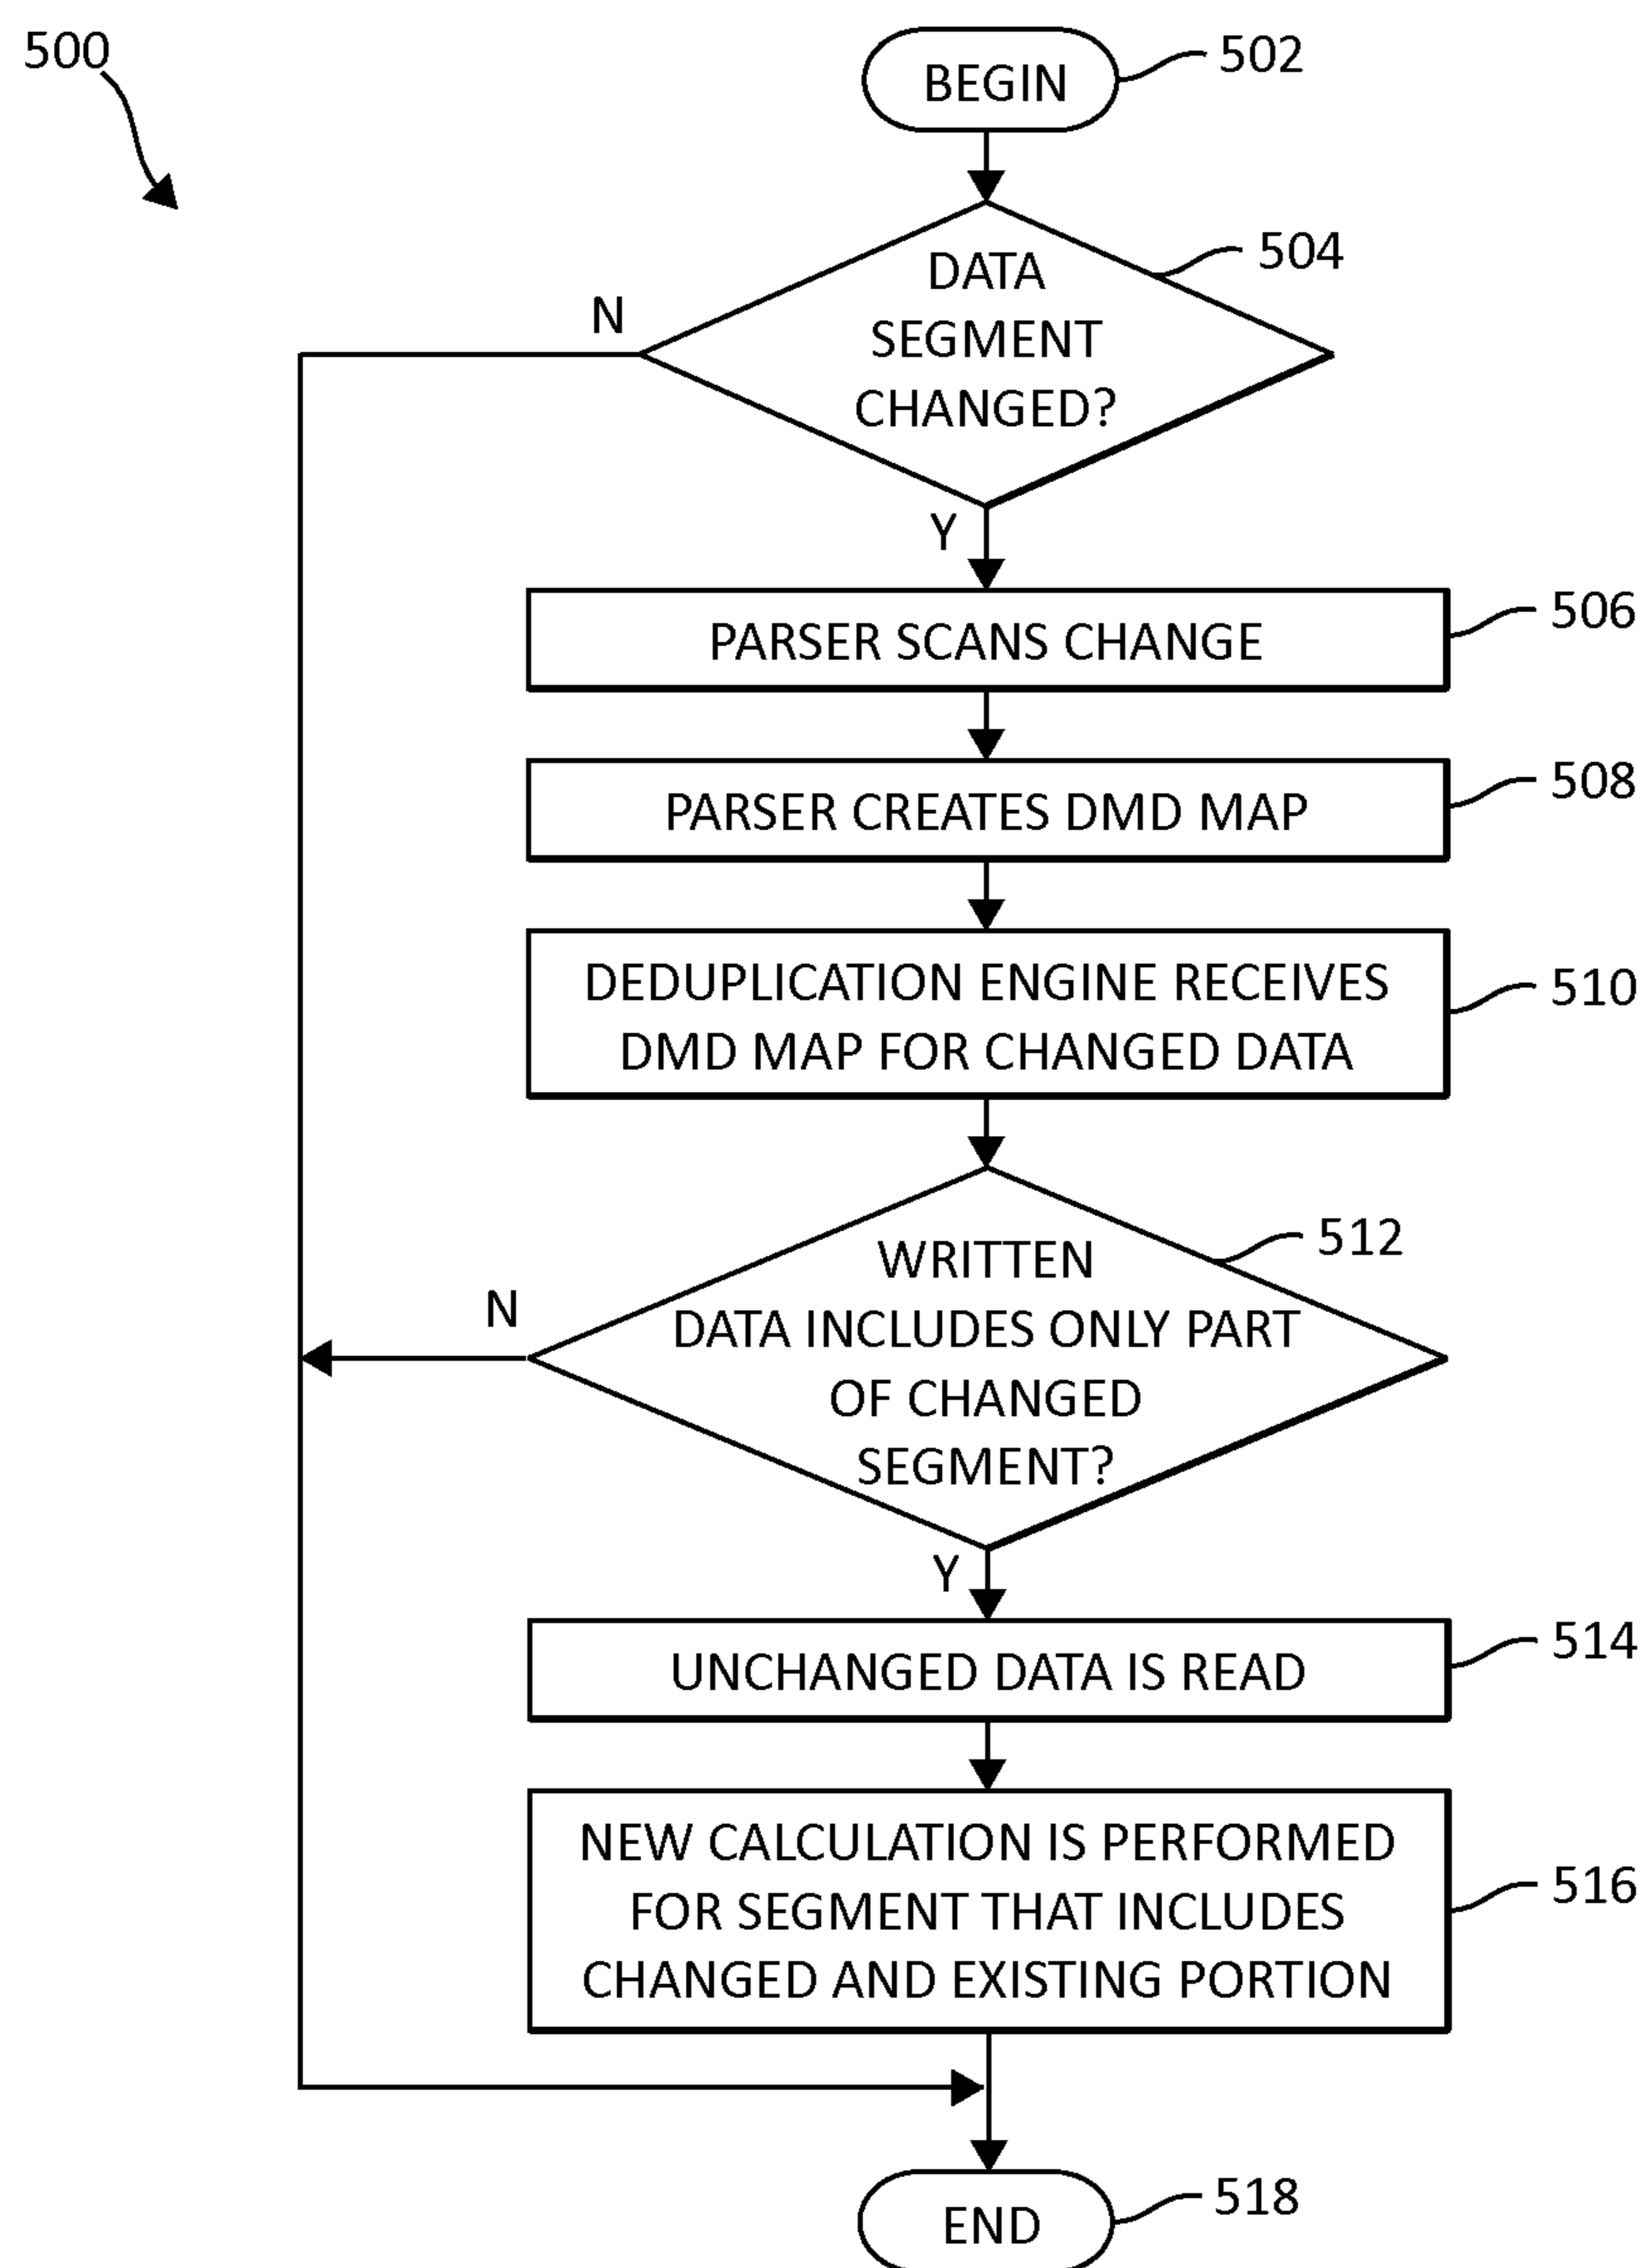 500
BEGIN
502
DATA
SEGMENT
CHANGED?
504
N
Y
PARSER SCANS CHANGE
506
PARSER CREATES DMD MAP
508
DEDUPLICATION ENGINE RECEIVES
DMD MAP FOR CHANGED DATA
510
WRITTEN
DATA INCLUDES ONLY PART
OF CHANGED
SEGMENT?
512
N
Y
UNCHANGED DATA IS READ
514
NEW CALCULATION IS PERFORMED
FOR SEGMENT THAT INCLUDES
CHANGED AND EXISTING PORTION
516
END
518